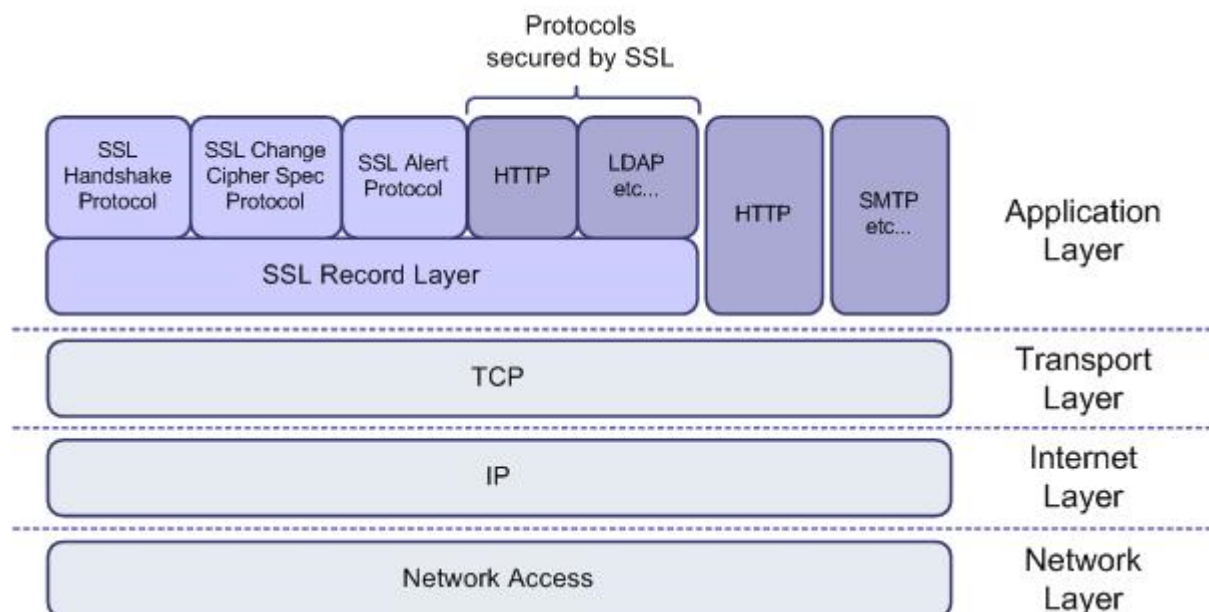 Protocols
secured by SSL
SSL
Handshake
Protocol
SSL Change
Cipher Spec
Protocol
SSL Alert
Protocol
HTTP
LDAP
etc...
HTTP
SMTP
etc...
Application
Layer
SSL Record Layer
TCP
Transport
Layer
IP
Internet
Layer
Network Access
Network
Layer